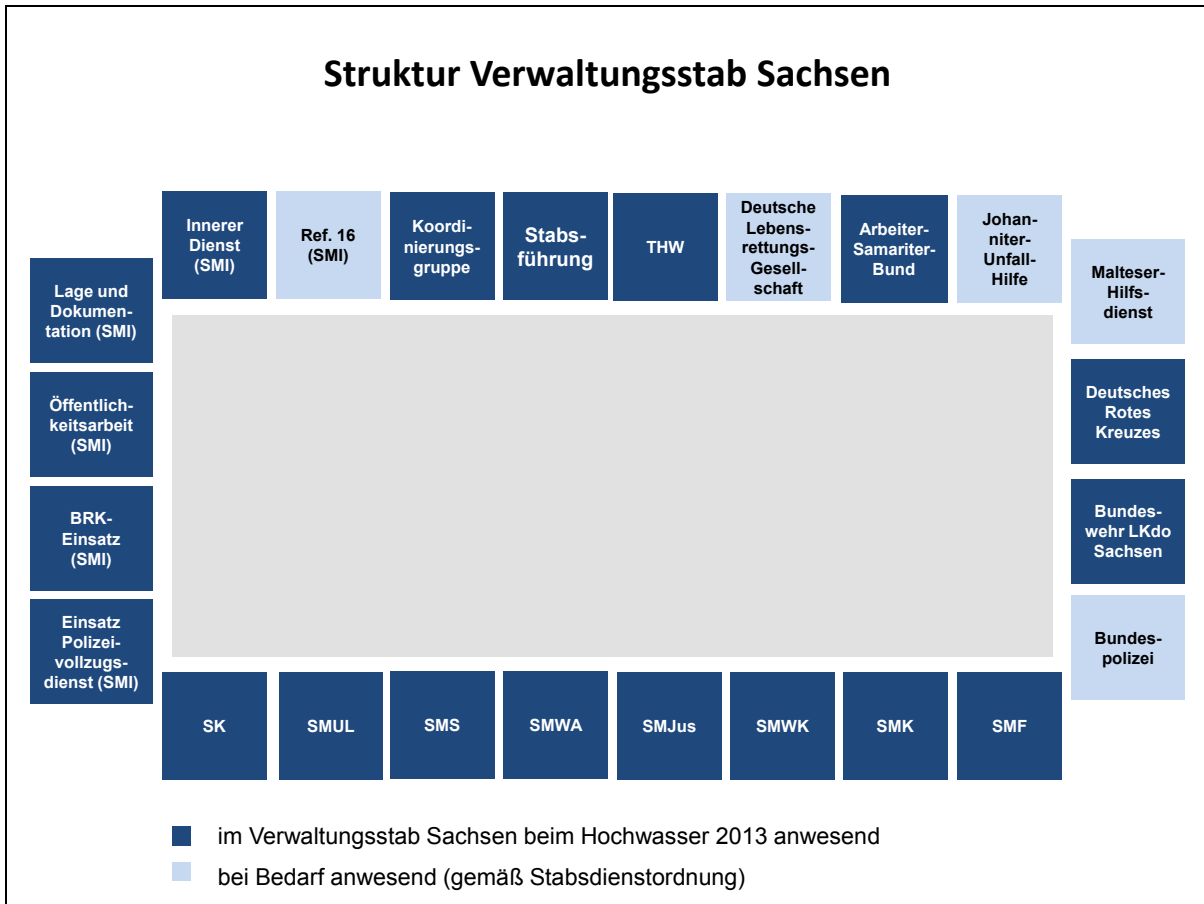 Struktur Verwaltungsstab Sachsen
Innerer
Dienst
(SMI)
Ref. 16
(SMI)
Koordi-
nierungs-
gruppe
Stabs-
führung
THW
Deutsche
Lebens-
rettungs-
Gesell-
schaft
Arbeiter-
Samariter-
Bund
Johan-
niter-
Unfall-
Hilfe
Malteser-
Hilfs-
dienst
Lage und
Dokumen-
tation (SMI)
Deutsches
Rotes
Kreuzes
Öffentlich-
keitsarbeit
(SMI)
Bundes-
wehr LKdo
Sachsen
BRK-
Einsatz
(SMI)
Bundes-
polizei
Einsatz
Polizei-
vollzugs-
dienst (SMI)
SK
SMUL
SMS
SMWA
SMJus
SMWK
SMK
SMF
im Verwaltungsstab Sachsen beim Hochwasser 2013 anwesend
bei Bedarf anwesend (gemäß Stabsdienstordnung)